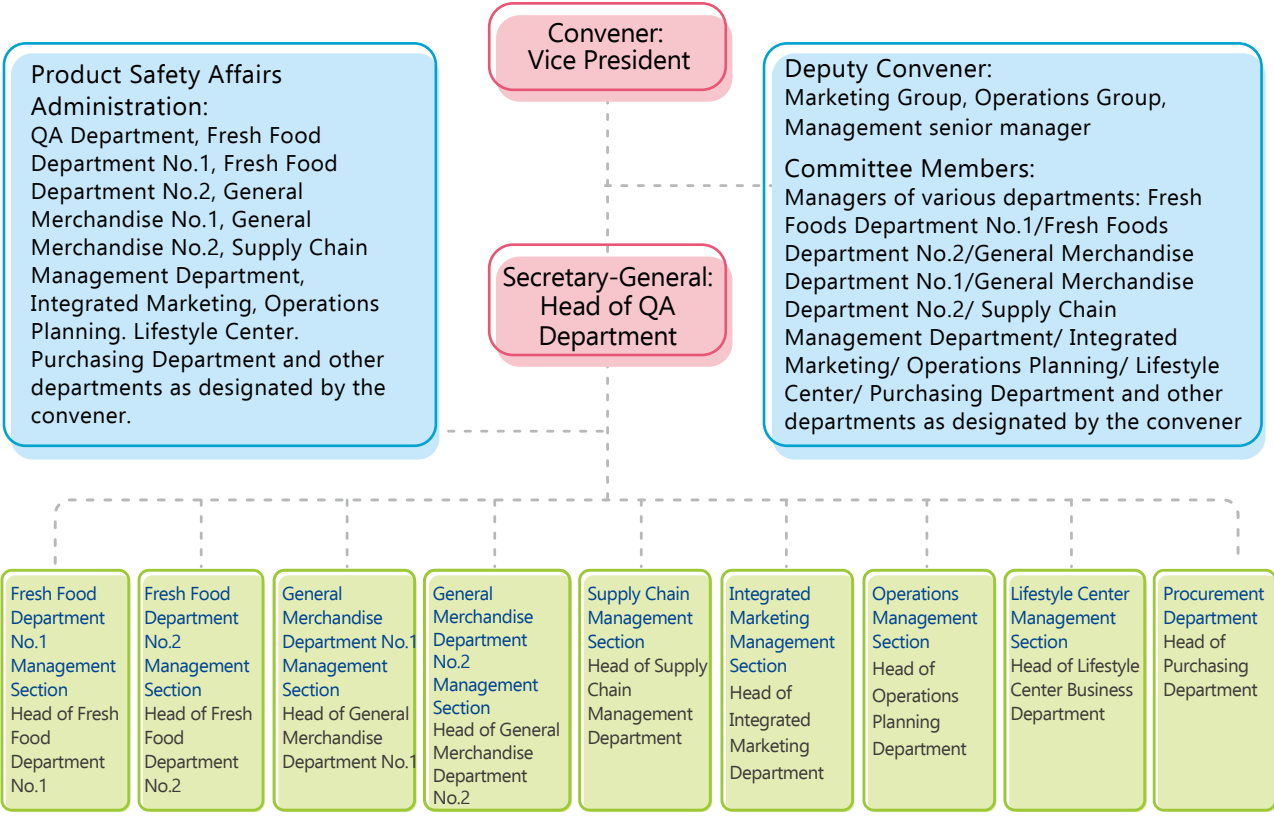 Convener:
Vice President
Product Safety Affairs
Administration:
QA Department, Fresh Food
Department No.1, Fresh Food
Department No.2, General
Merchandise No.1, General
Merchandise No.2, Supply Chain
Management Department,
Integrated Marketing, Operations
Planning. Lifestyle Center.
Purchasing Department and other
departments as designated by the
convener.
Deputy Convener:
Marketing Group, Operations Group,
Management senior manager
Committee Members:
Managers of various departments: Fresh
Foods Department No.1/Fresh Foods
Department No.2/General Merchandise
Department No.1/General Merchandise
Department No.2/ Supply Chain
Management Department/ Integrated
Marketing/ Operations Planning/ Lifestyle
Center/ Purchasing Department and other
departments as designated by the convener
Secretary-General:
Head of QA
Department
Fresh Food
Department
No.1
Management
Section
Head of Fresh
Food
Department
No.1
Fresh Food
Department
No.2
Management
Section
Head of Fresh
Food
Department
No.2
General
Merchandise
Department No.1
Management
Section
Head of General
Merchandise
Department No.1
General
Merchandise
Department
No.2
Management
Section
Head of General
Merchandise
Department
No.2
Supply Chain
Management
Section
Head of Supply
Chain
Management
Department
Integrated
Marketing
Management
Section
Head of
Integrated
Marketing
Department
Operations
Management
Section
Head of
Operations
Planning
Department
Lifestyle Center
Management
Section
Head of Lifestyle
Center Business
Department
Procurement
Department
Head of
Purchasing
Department